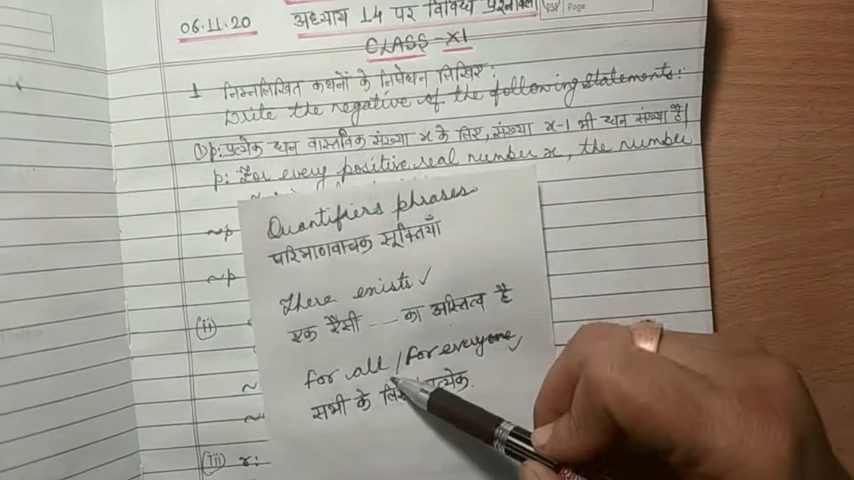 06.11.20
अध्याय 14 पर विविध प्रश्नावली
Page
CLASS-XI
1 निम्नलिखित कथनों के निषेधन लिखिए:
Write the negative of the following statements:
(i) p: प्रत्येक धन वास्तविक संख्या x के लिए, संख्या x-1 भी धन संख्या है।
p: For every positive real number x, the number
~p
~p
(ii)
~
~
(iii) r:
Quantifiers phrases
परिमाणवाचक सूक्तियाँ
There exists ✓
एक ऐसी --- का अस्तित्व है
For all / For everyone ✓
सभी के लिए प्रत्येक